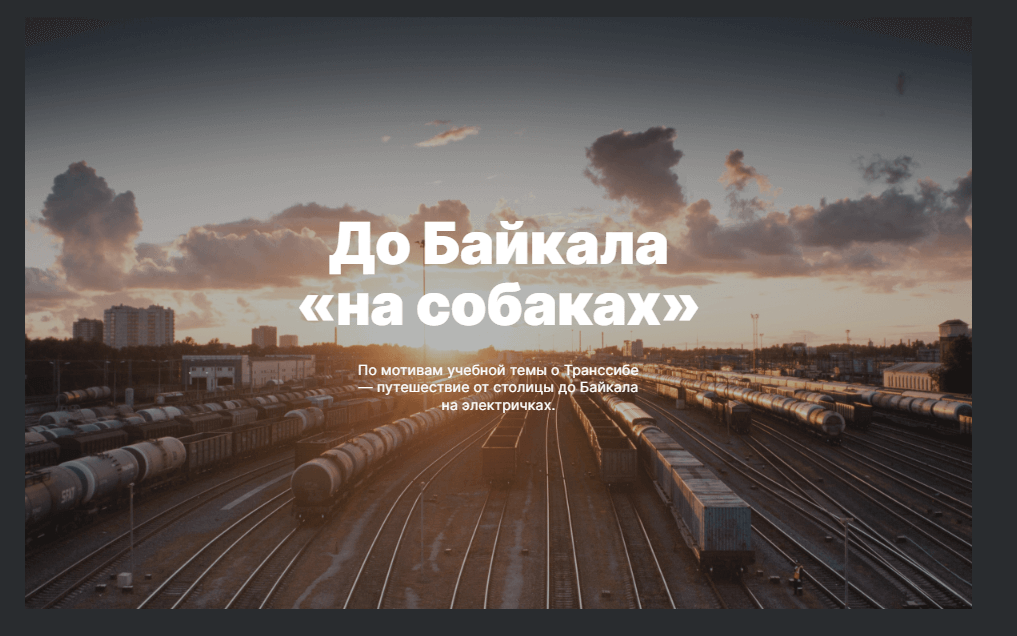 До Байкала
«на собаках»
По мотивам учебной темы о Транссибе
— путешествие от столицы до Байкала
на электричках.